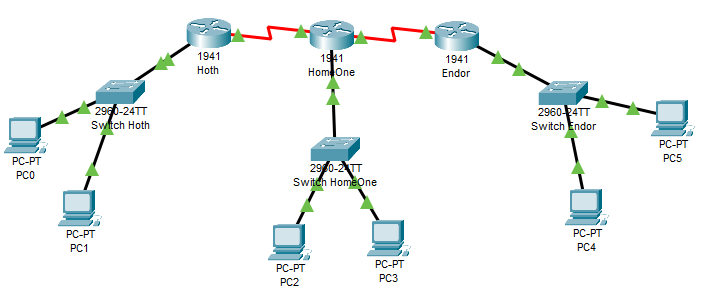 1941
Hoth
1941
HomeOne
1941
Endor
2960-24TT
Switch Hoth
2960-24TT
Switch Endor
PC-PT
PC0
PC-PT
PC5
2960-24TT
Switch HomeOne
PC-PT
PC1
PC-PT
PC4
PC-PT
PC2
PC-PT
PC3